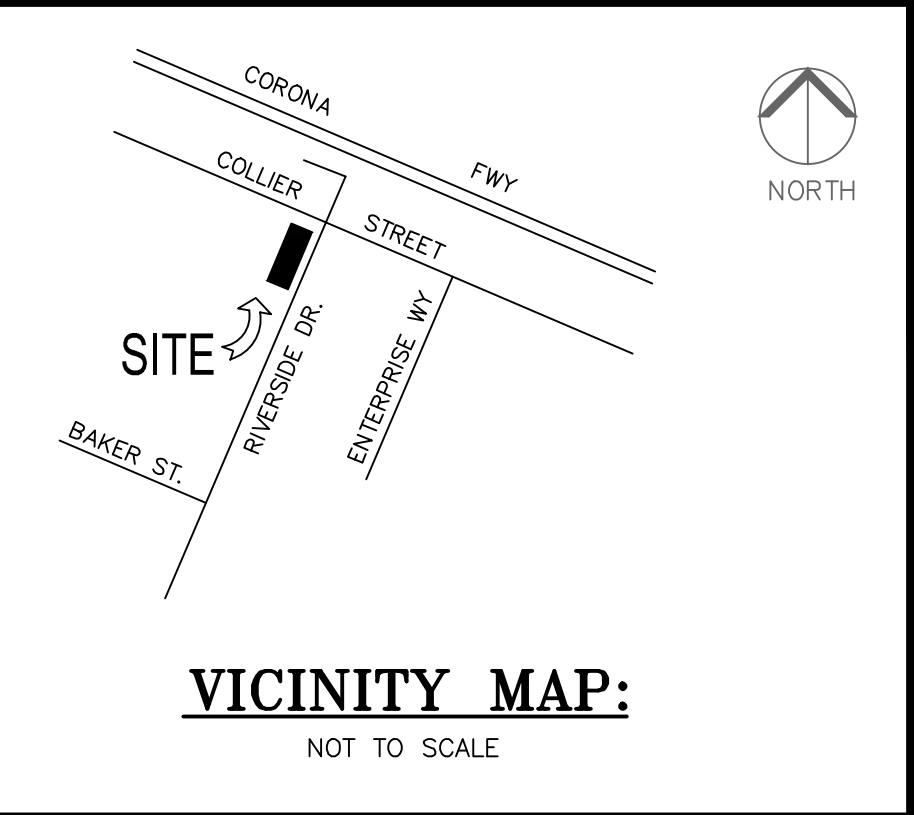 CORONA FWY
NORTH
COLLIER STREET
SITE
RIVERSIDE DR.
ENTERPRISE WY
BAKER ST.
VICINITY MAP:
NOT TO SCALE